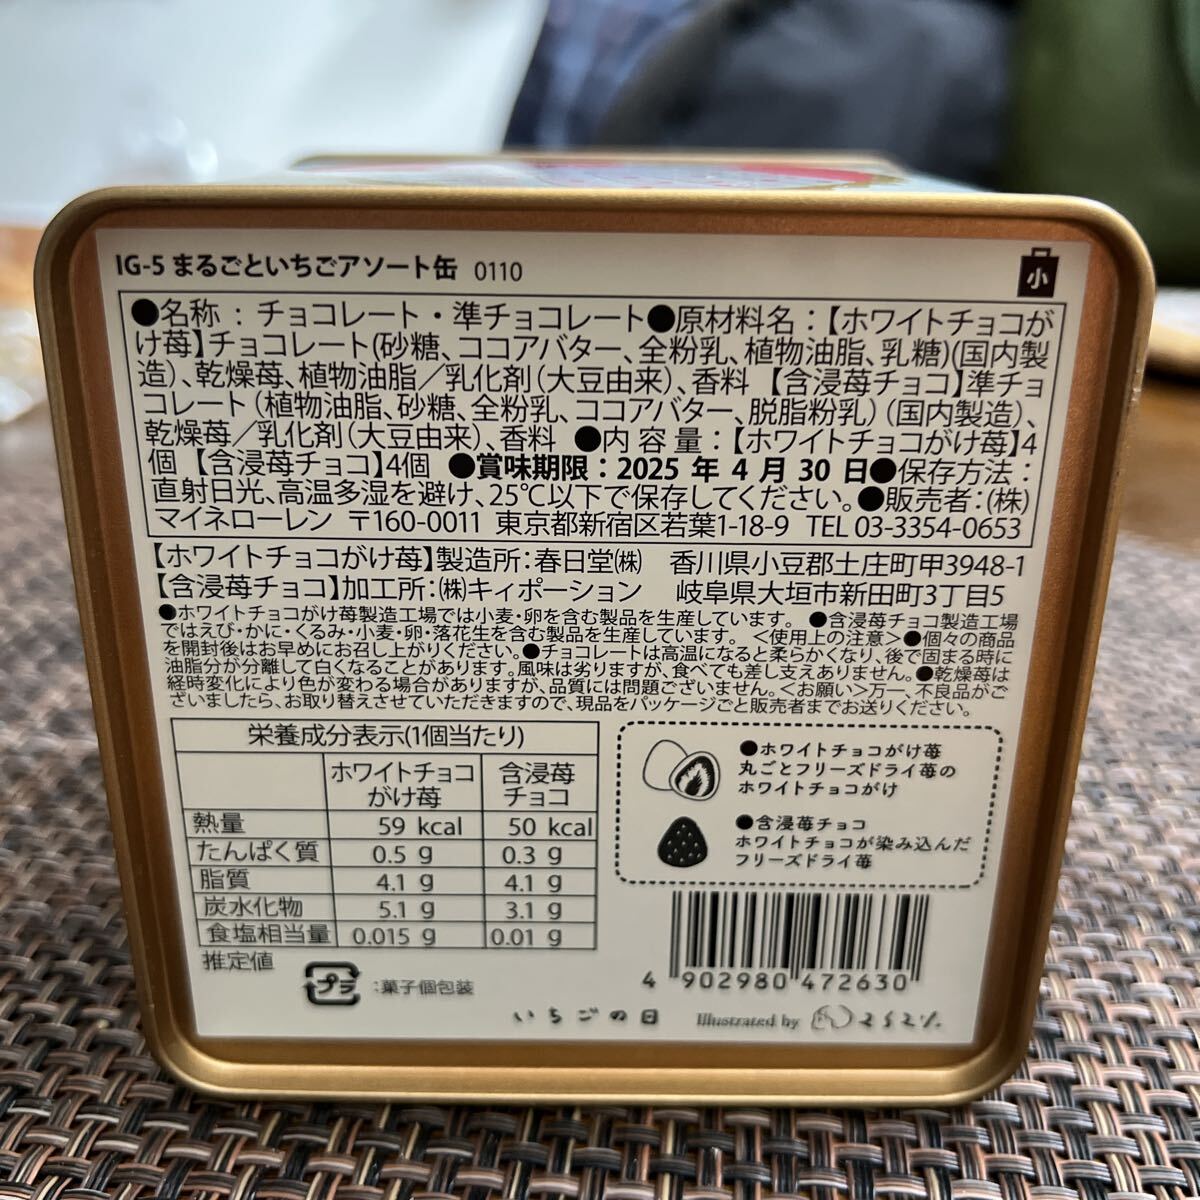 IG-5 まるごといちごアソート缶 0110
小
●名称：チョコレート・準チョコレート●原材料名：【ホワイトチョコが
け苺】チョコレート(砂糖、ココアバター、全粉乳、植物油脂、乳糖)(国内製
造)、乾燥苺、植物油脂／乳化剤(大豆由来)、香料 【含浸苺チョコ】準チョ
コレート(植物油脂、砂糖、全粉乳、ココアバター、脱脂粉乳)(国内製造)、
乾燥苺／乳化剤(大豆由来)、香料 ●内容量：【ホワイトチョコがけ苺】4
個 【含浸苺チョコ】4個 ●賞味期限：2025 年 4 月 30 日●保存方法：
直射日光、高温多湿を避け、25℃以下で保存してください。●販売者：(株)
マイネローレン 〒160-0011 東京都新宿区若葉1-18-9 TEL 03-3354-0653
【ホワイトチョコがけ苺】製造所：春日堂㈱ 香川県小豆郡土庄町甲3948-1
【含浸苺チョコ】加工所：㈱キィポーション 岐阜県大垣市新田町3丁目5
●ホワイトチョコがけ苺製造工場では小麦・卵を含む製品を生産しています。 ●含浸苺チョコ製造工場
ではえび・かに・くるみ・小麦・卵・落花生を含む製品を生産しています。＜使用上の注意＞●個々の商品
を開封後はお早めにお召し上がりください。●チョコレートは高温になると柔らかくなり、後で固まる時に
油脂分が分離して白くなることがあります。風味は劣りますが、食べても差し支えありません。●乾燥苺は
経時変化により色が変わる場合がありますが、品質には問題ございません。＜お願い＞万一、不良品がご
ざいましたら、お取り替えさせていただきますので、現品をパッケージごと販売者までお送りください。
栄養成分表示(1個当たり)
ホワイトチョコ
がけ苺
含浸苺
チョコ
熱量 59 kcal 50 kcal
たんぱく質 0.5 g 0.3 g
脂質 4.1 g 4.1 g
炭水化物 5.1 g 3.1 g
食塩相当量 0.015 g 0.01 g
推定値
プラ ：菓子個包装
●ホワイトチョコがけ苺
丸ごとフリーズドライ苺の
ホワイトチョコがけ
●含浸苺チョコ
ホワイトチョコが染み込んだ
フリーズドライ苺
4 902980 472630
いちごの日 Illustrated by